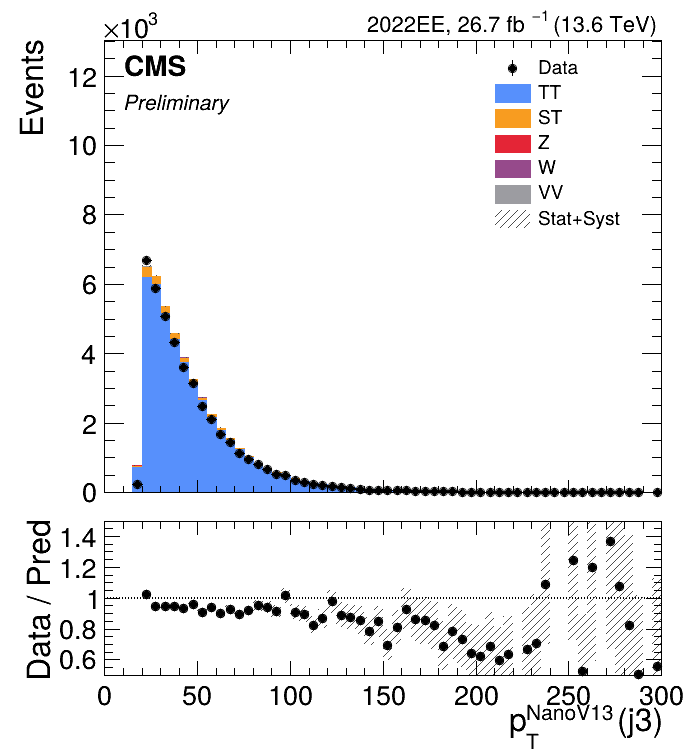 ×10³
2022EE, 26.7 fb ⁻¹ (13.6 TeV)
Events
CMS
Preliminary
Data
TT
ST
Z
W
VV
Stat+Syst
12
10
8
6
4
2
0
Data / Pred
1.4
1.2
1
0.8
0.6
0 50 100 150 200 250 300
p_T^NanoV13 (j3)